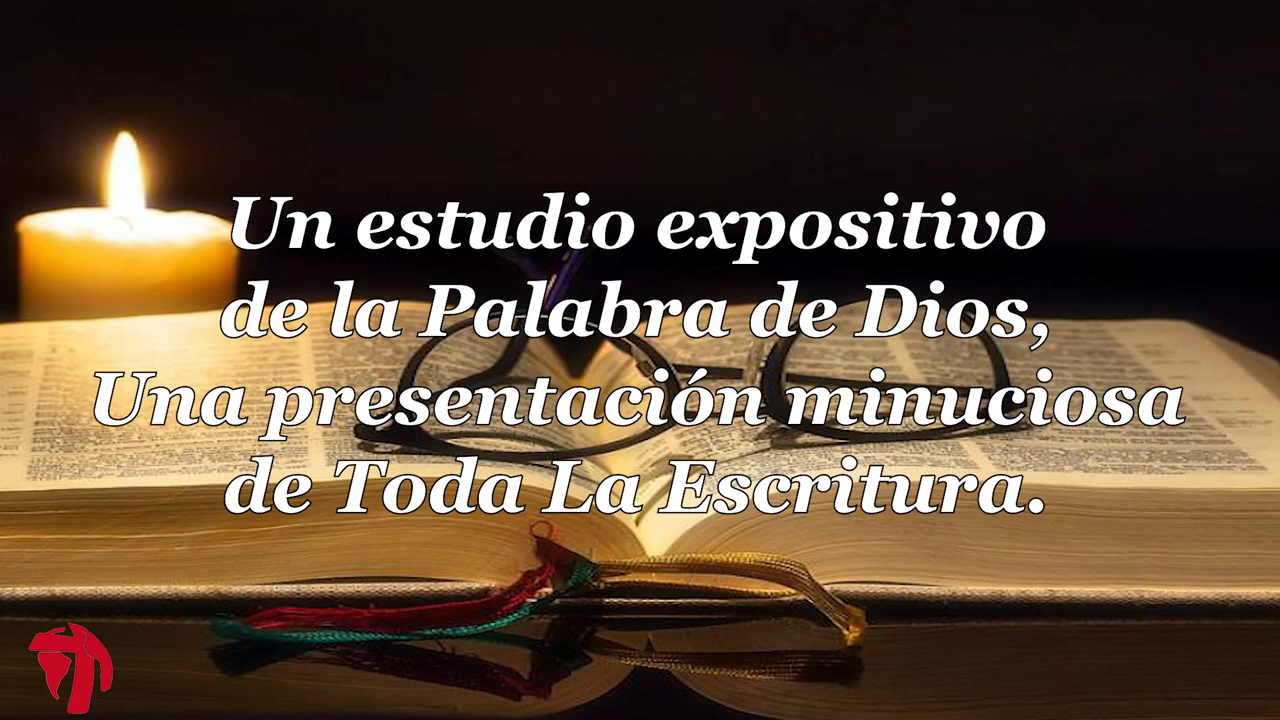 Un estudio expositivo
de la Palabra de Dios,
Una presentación minuciosa
de Toda La Escritura.